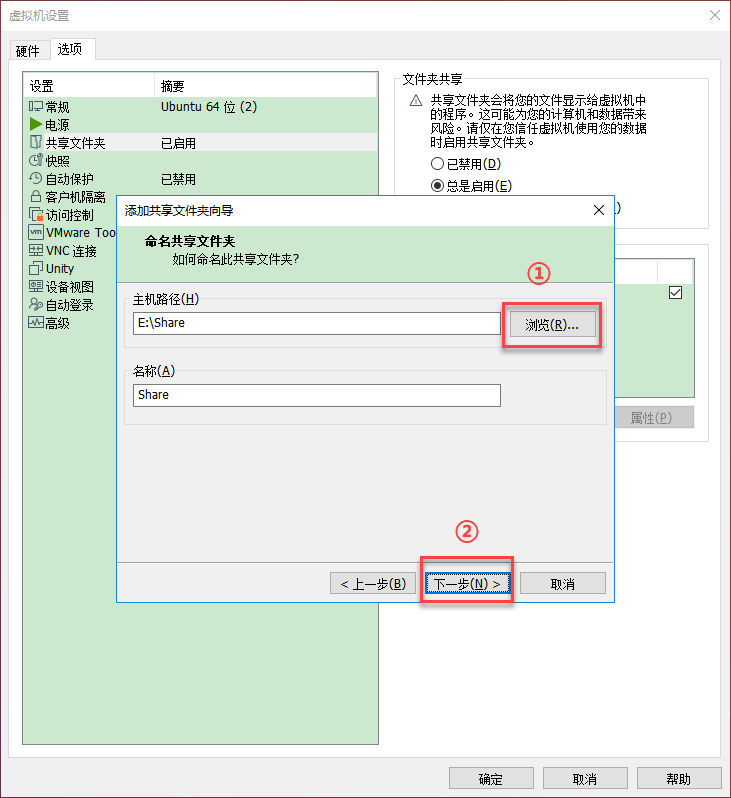 虚拟机设置
硬件 选项
设置 摘要
常规 Ubuntu 64 位 (2)
电源
共享文件夹 已启用
快照
自动保护 已禁用
客户机隔离
访问控制
VMware Too
VNC 连接
Unity
设备视图
自动登录
高级
文件夹共享
共享文件夹会将您的文件显示给虚拟机中
的程序。这可能为您的计算机和数据带来
风险。请仅在您信任虚拟机使用您的数据
时启用共享文件夹。
已禁用(D)
总是启用(E)
)
添加共享文件夹向导
命名共享文件夹
如何命名此共享文件夹?
①
主机路径(H)
E:\Share
浏览(R)...
名称(A)
Share
属性(P)
②
< 上一步(B) 下一步(N) > 取消
确定 取消 帮助